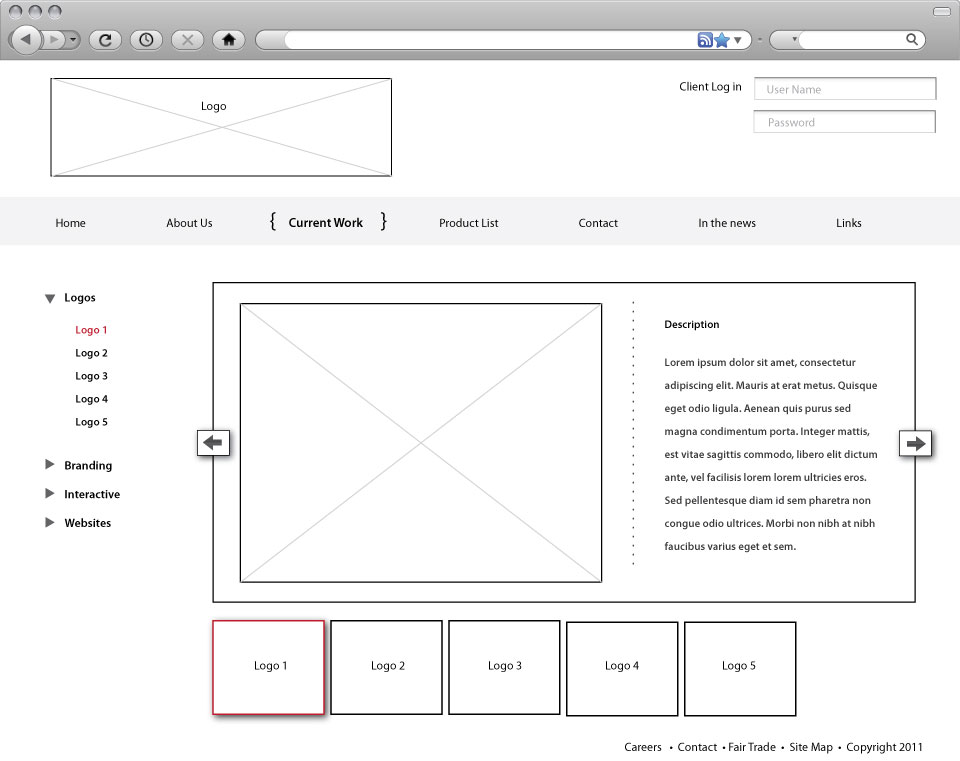 Logo
Client Log in
User Name
Password
Home About Us { Current Work } Product List Contact In the news Links
Logos
Logo 1
Logo 2
Logo 3
Logo 4
Logo 5
Branding
Interactive
Websites
Description
Lorem ipsum dolor sit amet, consectetur
adipiscing elit. Mauris at erat metus. Quisque
eget odio ligula. Aenean quis purus sed
magna condimentum porta. Integer mattis,
est vitae sagittis commodo, libero elit dictum
ante, vel facilisis lorem lorem ultricies eros.
Sed pellentesque diam id sem pharetra non
congue odio ultrices. Morbi non nibh at nibh
faucibus varius eget et sem.
Logo 1 Logo 2 Logo 3 Logo 4 Logo 5
Careers • Contact • Fair Trade • Site Map • Copyright 2011